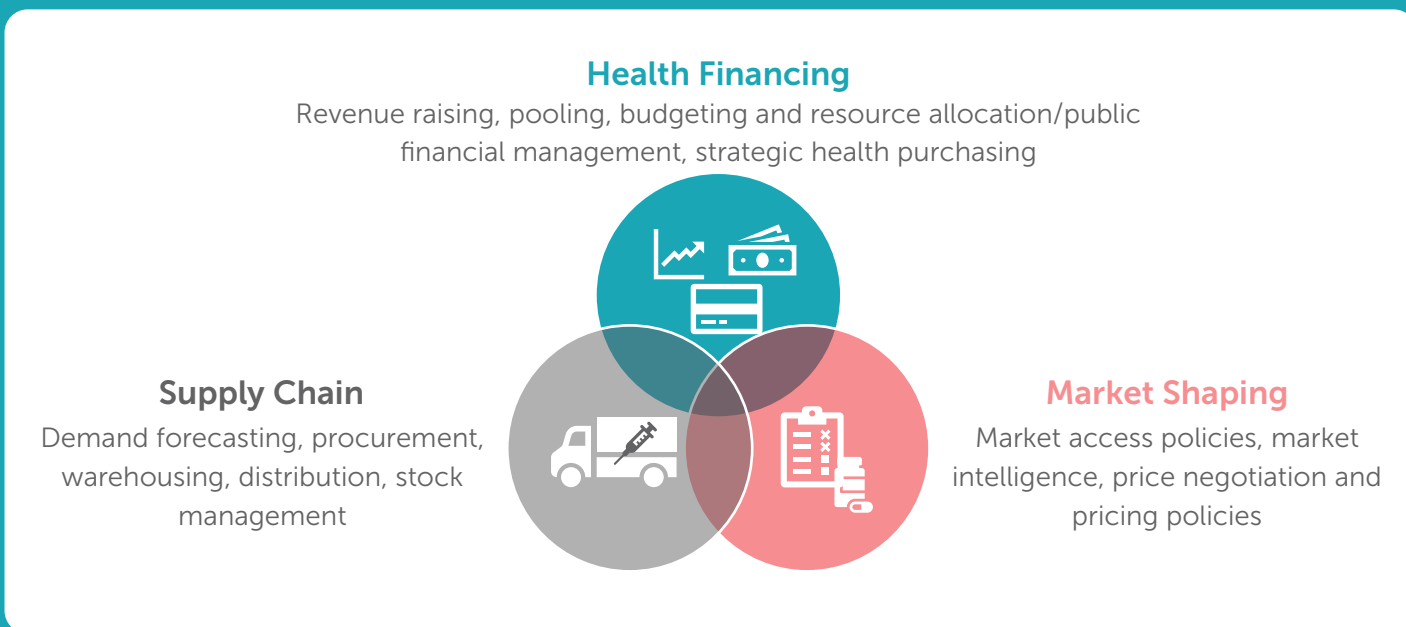 Health Financing
Revenue raising, pooling, budgeting and resource allocation/public
financial management, strategic health purchasing
Supply Chain
Demand forecasting, procurement,
warehousing, distribution, stock
management
Market Shaping
Market access policies, market
intelligence, price negotiation and
pricing policies